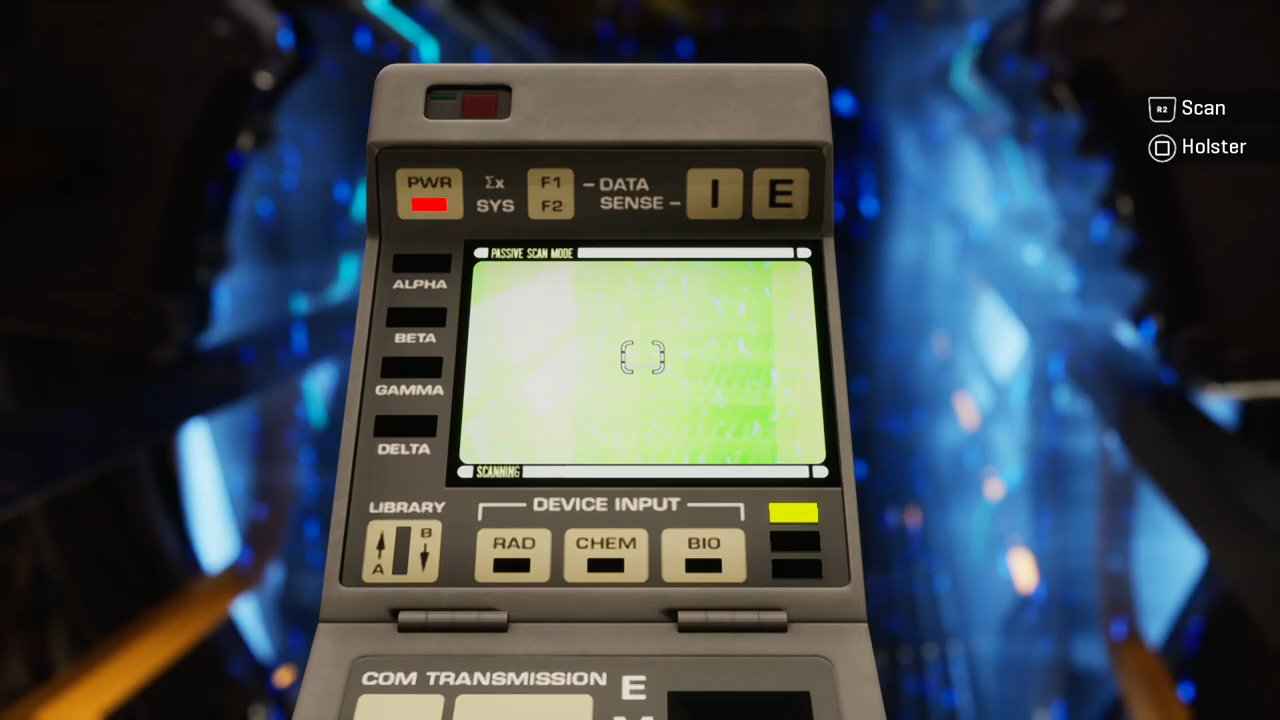 R2 Scan
Holster
PWR
Σx
SYS
F1
F2
– DATA
SENSE –
I
E
PASSIVE SCAN MODE
ALPHA
BETA
GAMMA
DELTA
SCANNING
LIBRARY
A
B
DEVICE INPUT
RAD
CHEM
BIO
COM TRANSMISSION
E